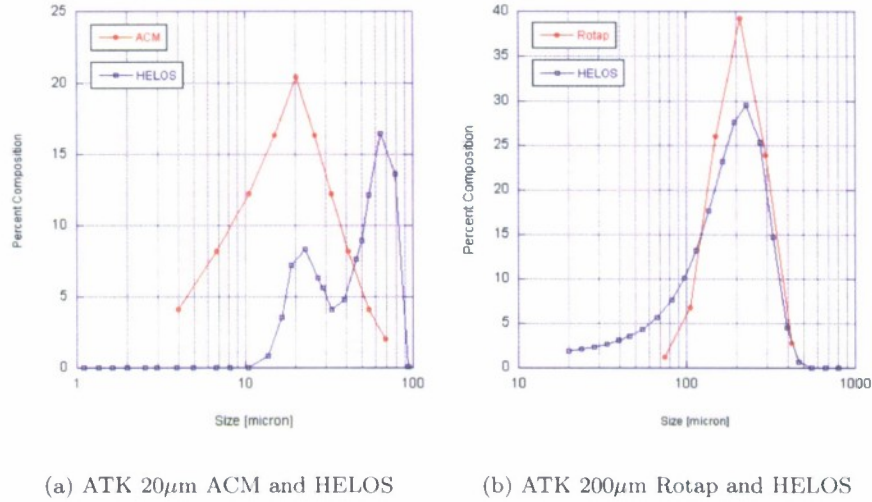 25
20
15
10
5
0
Percent Composition
ACM
HELOS
1
10
100
Size [micron]
40
35
30
25
20
15
10
5
0
Percent Composition
Rotap
HELOS
10
100
1000
Size [micron]
(a) ATK 20μm ACM and HELOS
(b) ATK 200μm Rotap and HELOS